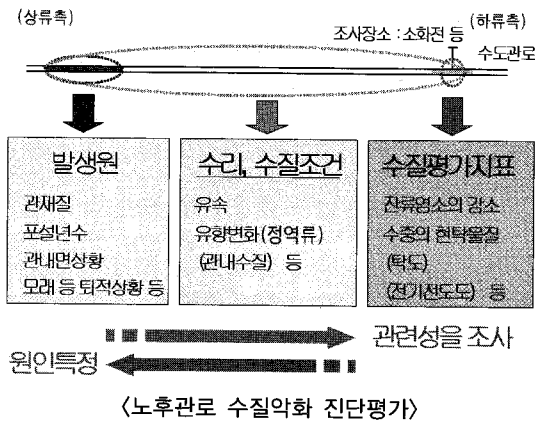 (상류측)
(하류측)
조사장소 : 소화전 등
수도관로
발생원
관재질
포설년수
관내면상황
모래 등 퇴적상황 등
수리, 수질조건
유속
유향변화(정역류)
(관내수질) 등
수질평가지표
잔류염소의 감소
수중의 현탁물질
(탁도)
(전기전도도) 등
관련성을 조사
원인특정
<노후관로 수질악화 진단평가>